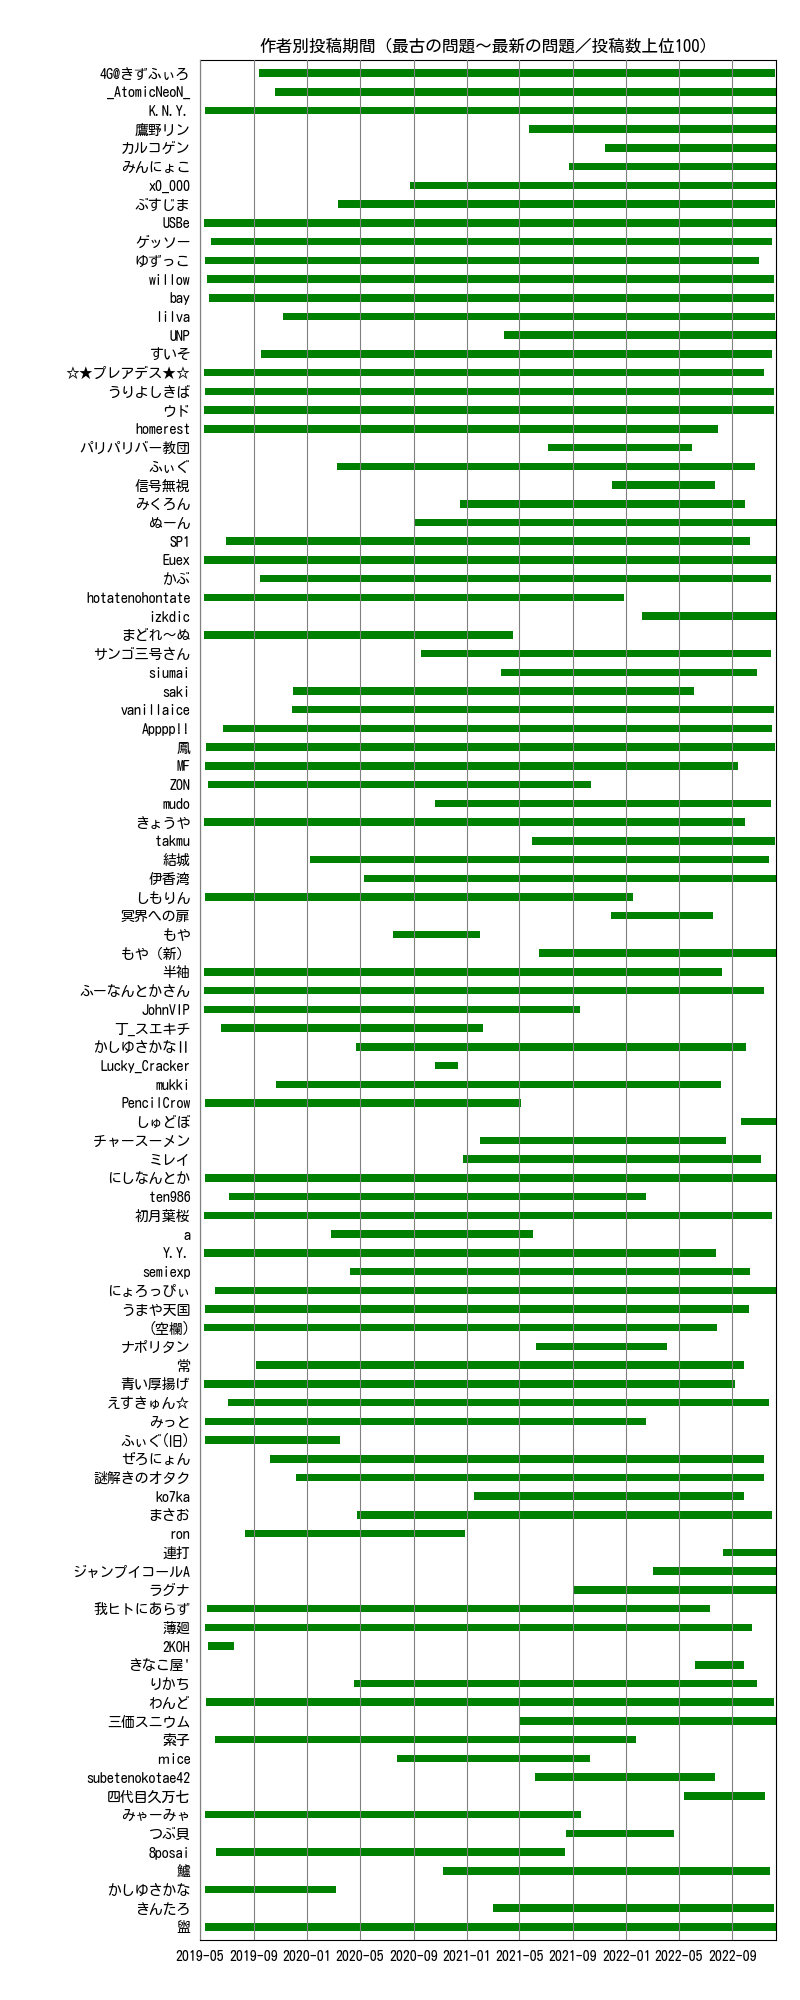 作者別投稿期間（最古の問題～最新の問題／投稿数上位100）
4G@きずふぃろ
_AtomicNeoN_
K.N.Y.
鷹野リン
カルコゲン
みんにょこ
x0_000
ぶすじま
USBe
ゲッソー
ゆずっこ
willow
bay
lilva
UNP
すいそ
☆★プレアデス★☆
うりよしきば
ウド
homerest
パリパリバー教団
ふぃぐ
信号無視
みくろん
ぬーん
SP1
Euex
かぶ
hotatenohontate
izkdic
まどれ～ぬ
サンゴ三号さん
siumai
saki
vanillaice
Appppll
鳳
MF
ZON
mudo
きょうや
takmu
結城
伊香湾
しもりん
冥界への扉
もや
もや（新）
半袖
ふーなんとかさん
JohnVIP
丁_スエキチ
かしゆさかなⅡ
Lucky_Cracker
mukki
PencilCrow
しゅどぼ
チャースーメン
ミレイ
にしなんとか
ten986
初月葉桜
a
Y.Y.
semiexp
にょろっぴぃ
うまや天国
(空欄)
ナポリタン
常
青い厚揚げ
えすきゅん☆
みっと
ふぃぐ(旧)
ぜろにょん
謎解きのオタク
ko7ka
まさお
ron
連打
ジャンプイコールA
ラグナ
我ヒトにあらず
薄廻
2KOH
きなこ屋'
りかち
わんど
三価スニウム
索子
mice
subetenokotae42
四代目久万七
みゃーみゃ
つぶ貝
8posai
鱸
かしゆさかな
きんたろ
盥
2019-05 2019-09 2020-01 2020-05 2020-09 2021-01 2021-05 2021-09 2022-01 2022-05 2022-09